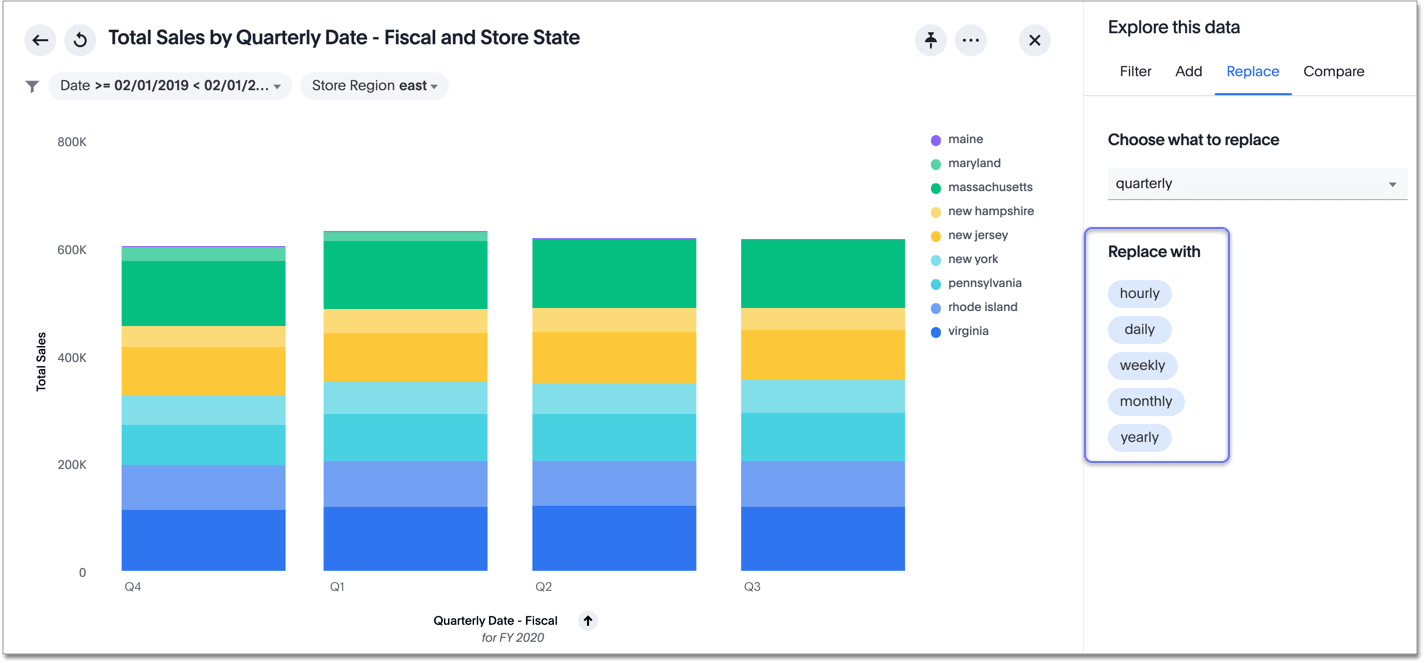 Total Sales by Quarterly Date - Fiscal and Store State
Date >= 02/01/2019 < 02/01/2...
Store Region east
800K
600K
400K
200K
0
Total Sales
Q4
Q1
Q2
Q3
Quarterly Date - Fiscal
for FY 2020
maine
maryland
massachusetts
new hampshire
new jersey
new york
pennsylvania
rhode island
virginia
Explore this data
Filter Add Replace Compare
Choose what to replace
quarterly
Replace with
hourly
daily
weekly
monthly
yearly